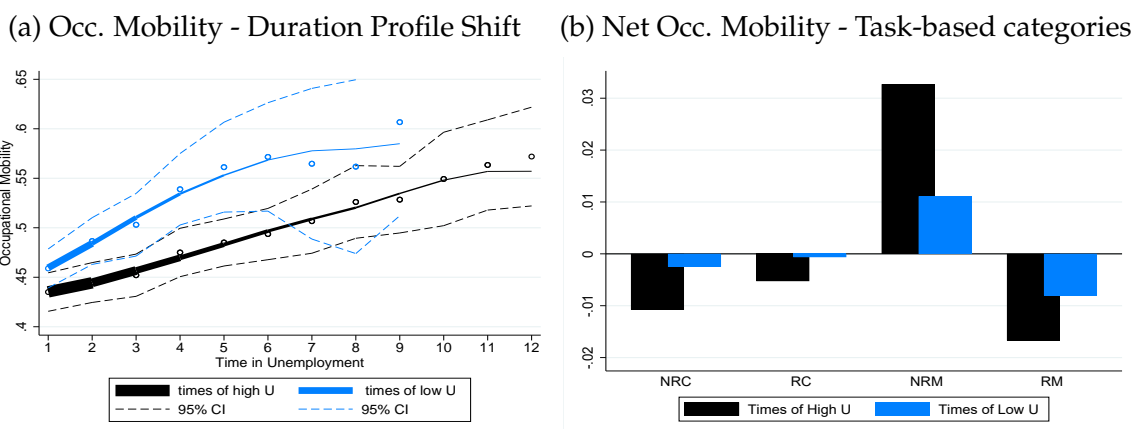 (a) Occ. Mobility - Duration Profile Shift
(b) Net Occ. Mobility - Task-based categories
Occupational Mobility
.65
.6
.55
.5
.45
.4
1 2 3 4 5 6 7 8 9 10 11 12
Time in Unemployment
times of high U times of low U
95% CI 95% CI
.03
.02
.01
0
-.01
-.02
NRC RC NRM RM
Times of High U Times of Low U